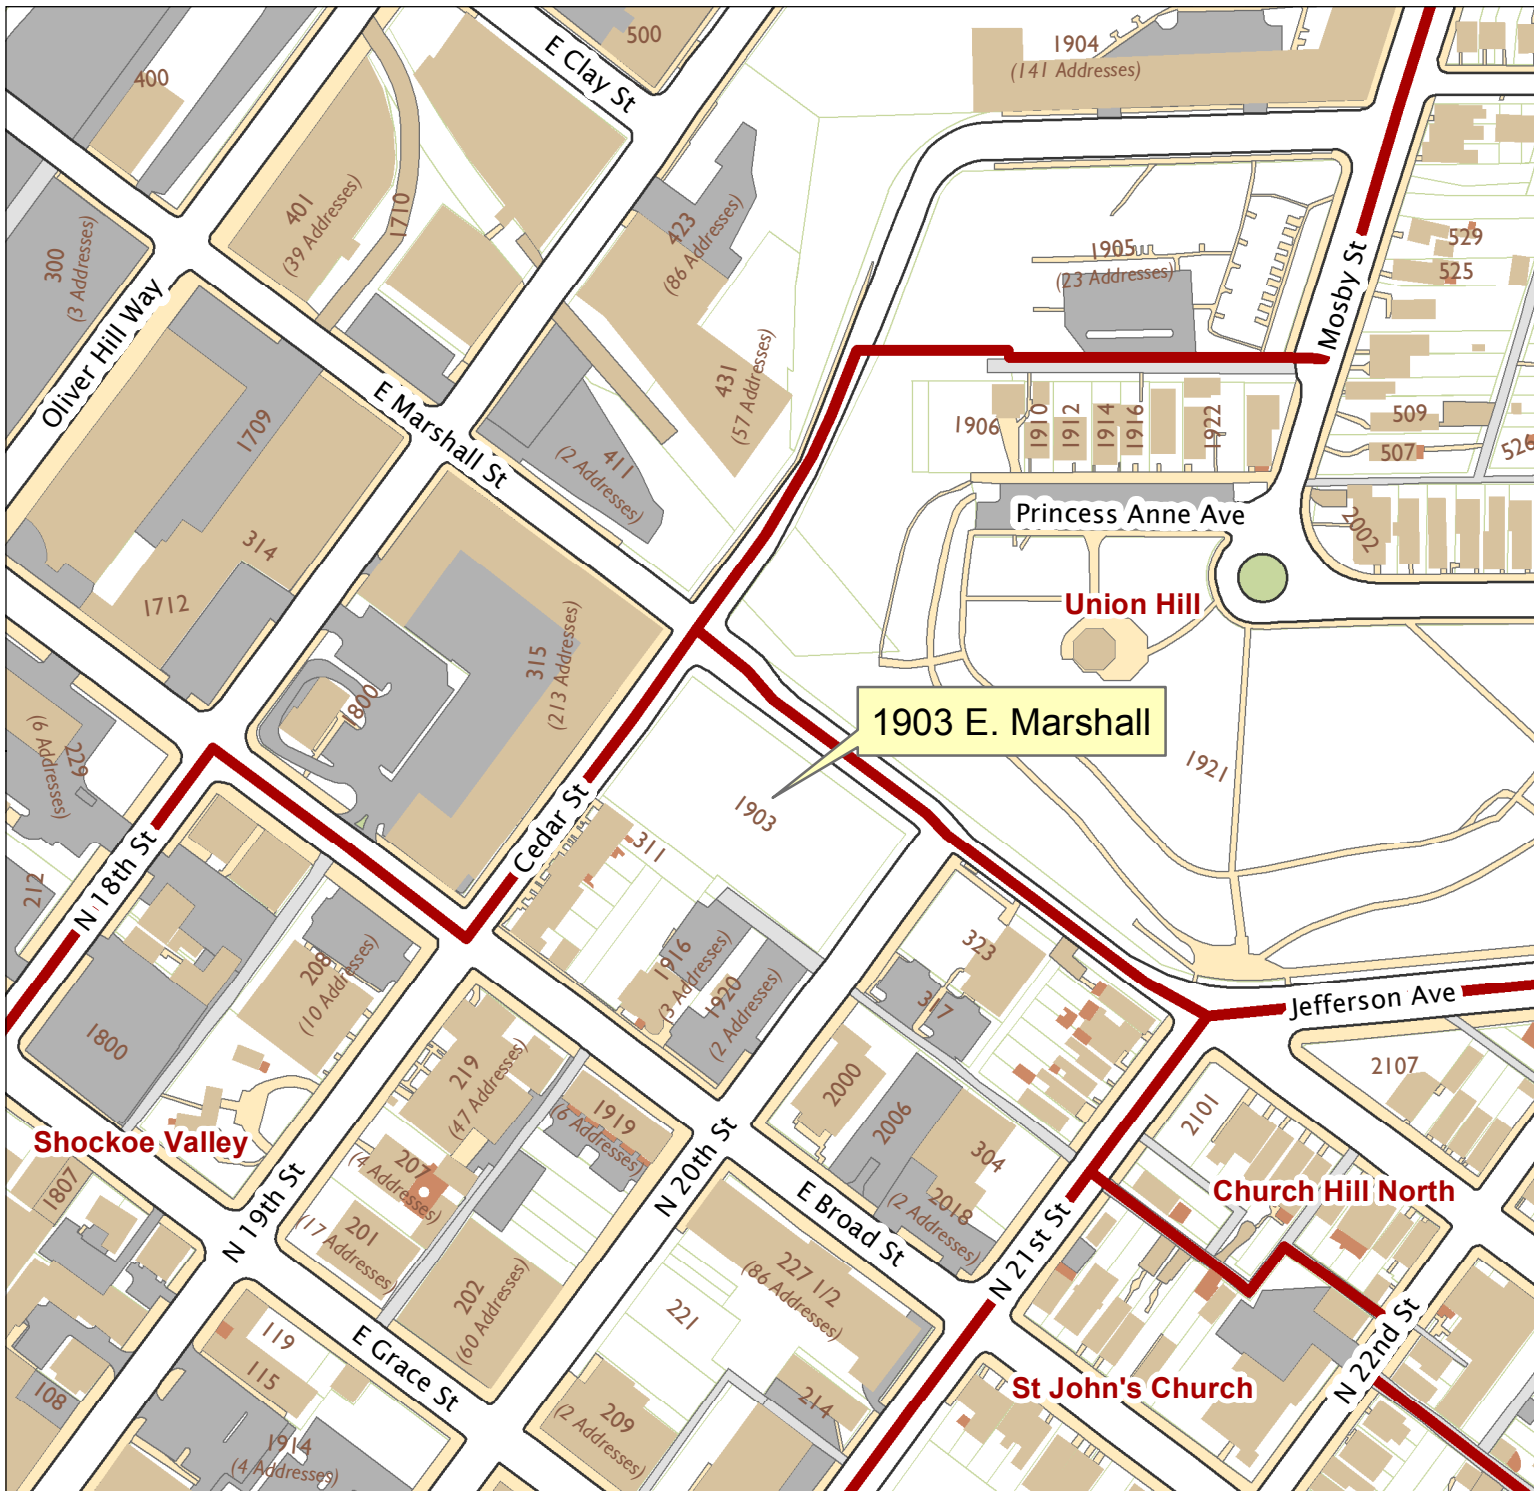 500
E Clay St
1904
(141 Addresses)
400
401
(39 Addresses)
1710
423
(86 Addresses)
300
(3 Addresses)
1905
(23 Addresses)
529
525
Mosby St
Oliver Hill Way
E Marshall St
1709
431
(57 Addresses)
411
(2 Addresses)
1906
1910
1912
1914
1916
1922
509
507
526
Princess Anne Ave
2002
314
1712
Union Hill
315
(213 Addresses)
1800
1903 E. Marshall
1921
229
(6 Addresses)
1903
Cedar St
311
212
N 18th St
208
(10 Addresses)
1916
(3 Addresses)
1920
(2 Addresses)
323
317
Jefferson Ave
1800
219
(47 Addresses)
1919
(6 Addresses)
2000
2006
304
2018
(2 Addresses)
2107
2101
Shockoe Valley
207
(4 Addresses)
1807
N 19th St
201
(17 Addresses)
N 20th St
E Broad St
Church Hill North
N 21st St
202
(60 Addresses)
227 1/2
(86 Addresses)
221
119
115
E Grace St
108
209
(2 Addresses)
214
St John's Church
N 22nd St
1914
(4 Addresses)